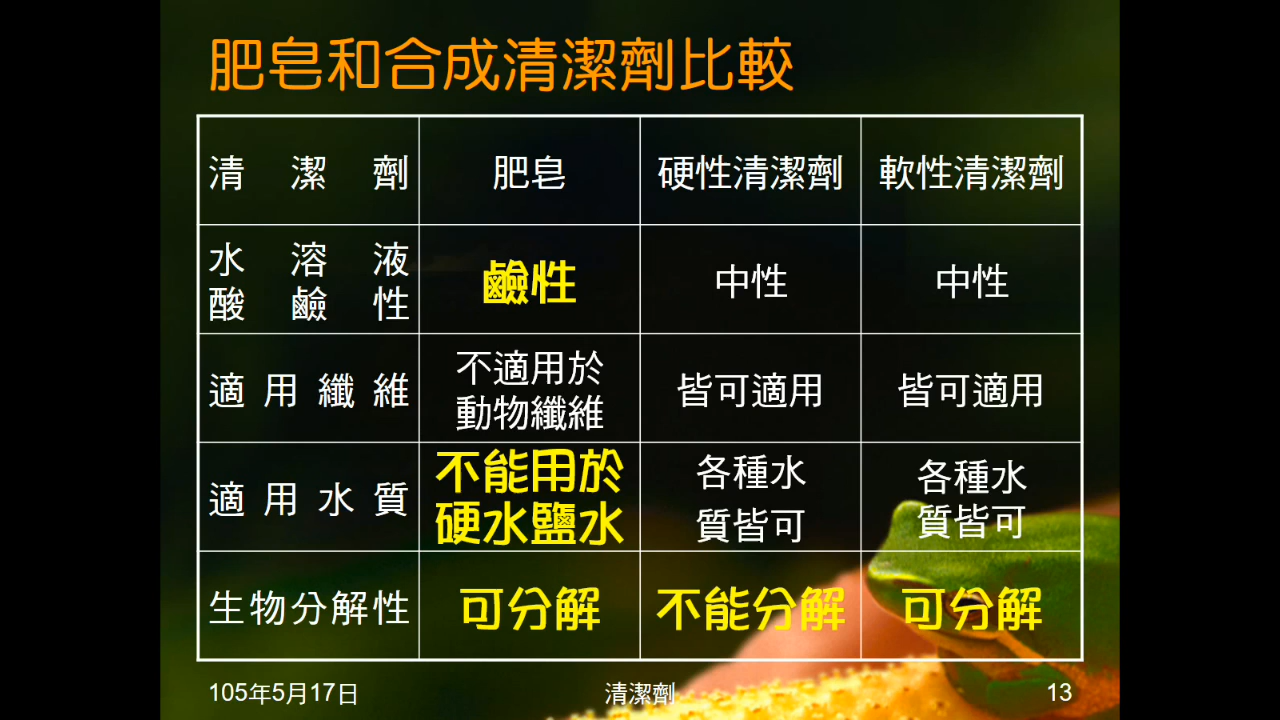 肥皂和合成清潔劑比較
清潔劑 肥皂 硬性清潔劑 軟性清潔劑
水溶液
酸鹼性
鹼性 中性 中性
適用纖維
不適用於
動物纖維
皆可適用 皆可適用
適用水質
不能用於
硬水鹽水
各種水
質皆可
各種水
質皆可
生物分解性 可分解 不能分解 可分解
105年5月17日 清潔劑 13